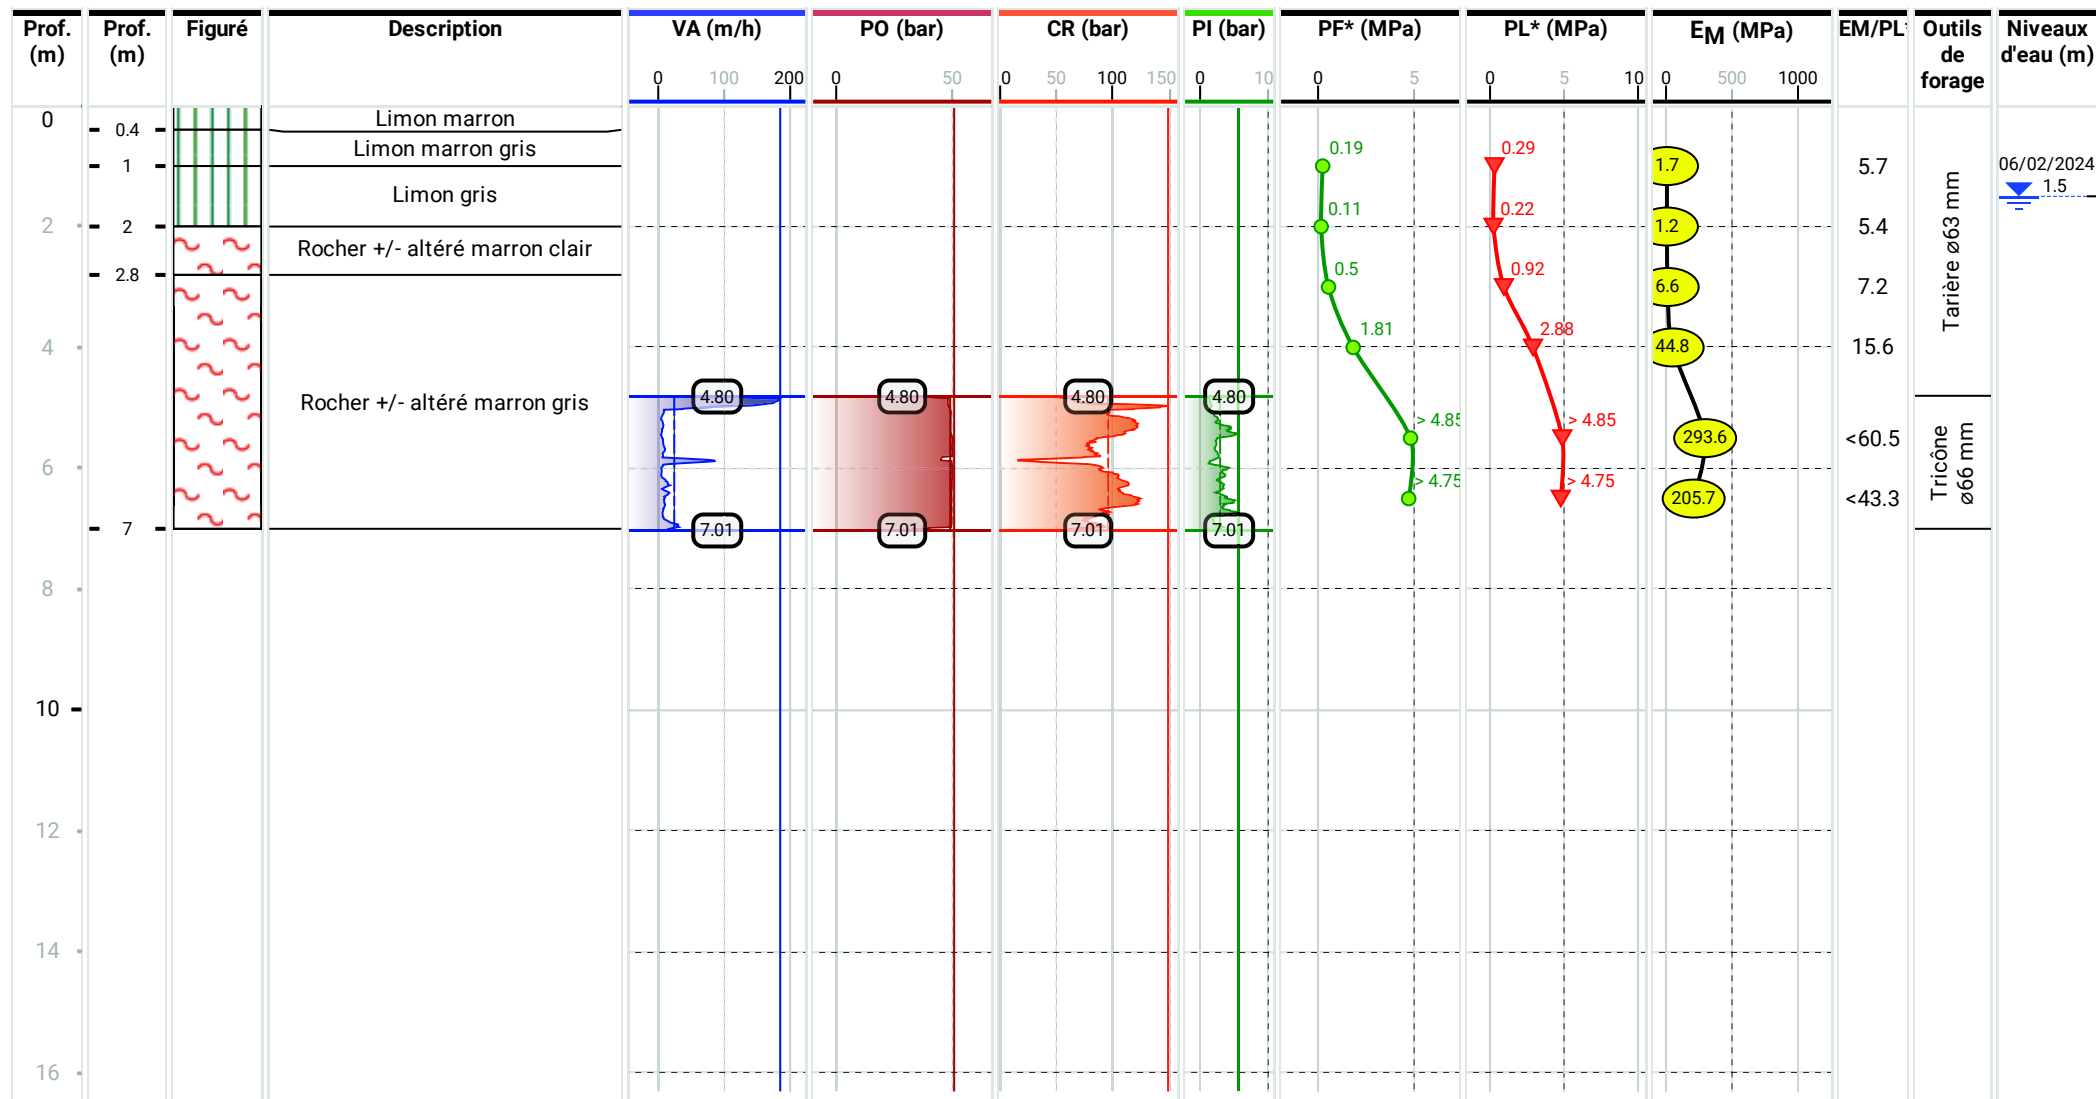 Prof. (m)
Prof. (m)
Figuré
Description
VA (m/h)
PO (bar)
CR (bar)
PI (bar)
PF* (MPa)
PL* (MPa)
EM (MPa)
EM/PL*
Outils de forage
Niveaux d'eau (m)
0 100 200
0 50
0 50 100 150
0 10
0 5
0 5 10
0 500 1000
0
0.4
Limon marron
Limon marron gris
0.19
0.29
06/02/2024
1
1.7
5.7
1.5
Limon gris
0.11
0.22
2
2
1.2
5.4
Rocher +/- altéré marron clair
Tarière ø63 mm
2.8
0.5
0.92
6.6
7.2
1.81
2.88
4
44.8
15.6
4.80
4.80
4.80
4.80
Rocher +/- altéré marron gris
> 4.85
> 4.85
293.6
<60.5
6
Tricône ø66 mm
> 4.75
> 4.75
205.7
<43.3
7
7.01
7.01
7.01
7.01
8
10
12
14
16